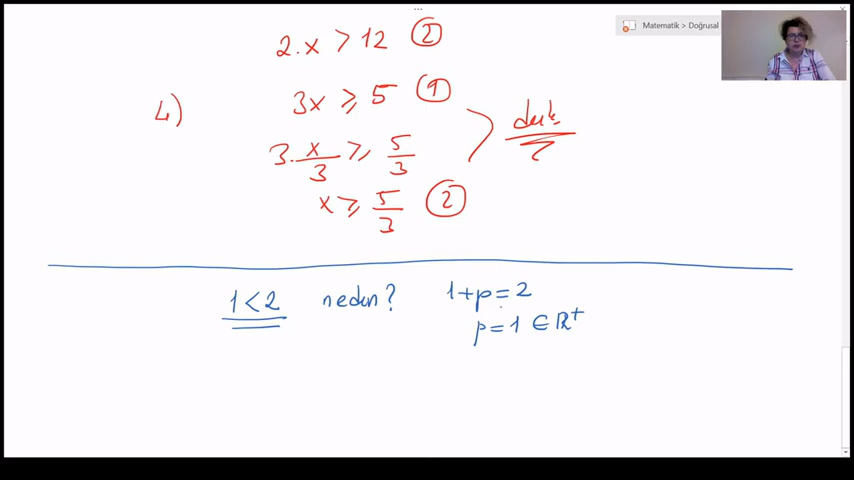 Matematik > Doğrusal
2.x > 12 ②
4) 3x ≥ 5 ①
3. x/3 ≥ 5/3
denk
x ≥ 5/3 ②
1 < 2 neden? 1+p=2
p=1 ∈ R⁺